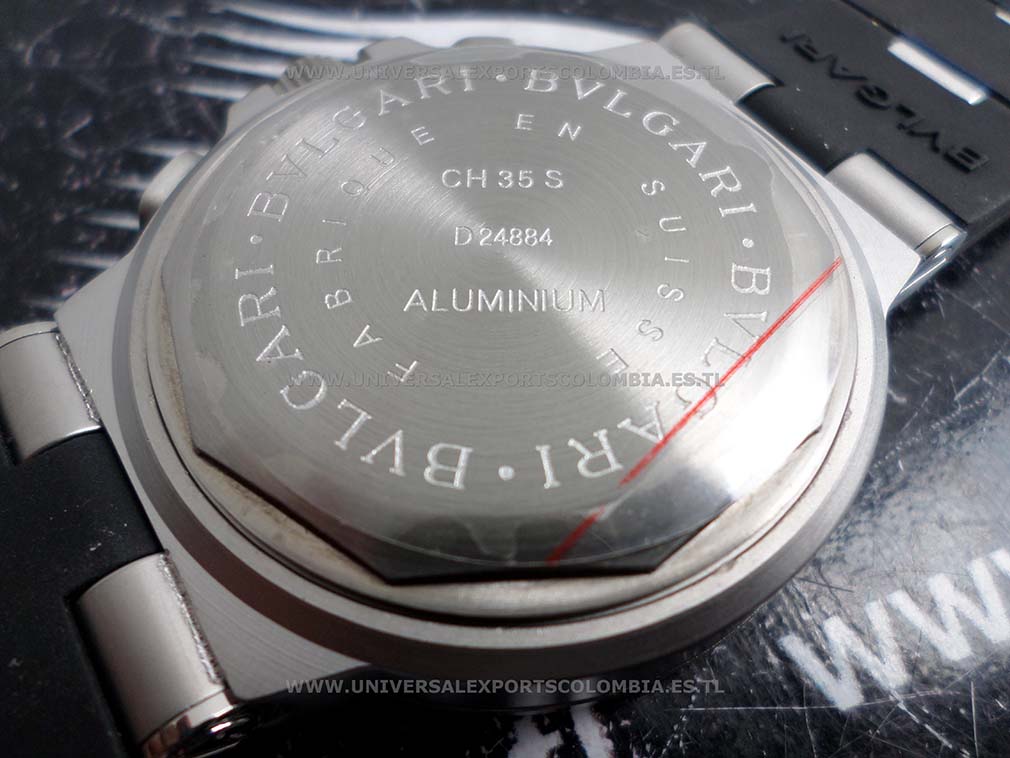 WWW.UNIVERSALEXPORTSCOLOMBIA.ES.TL
BVLGARI · BVLGARI · BVLGARI · BVLGARI · BVLGARI ·
FABRIQUE EN SUISSE
CH 35 S
D 24884
ALUMINIUM
BVLGARI
WWW.UNIVERSALEXPORTSCOLOMBIA.ES.TL
WWW.UNIVERSALEXPORTSCOLOMBIA.ES.TL